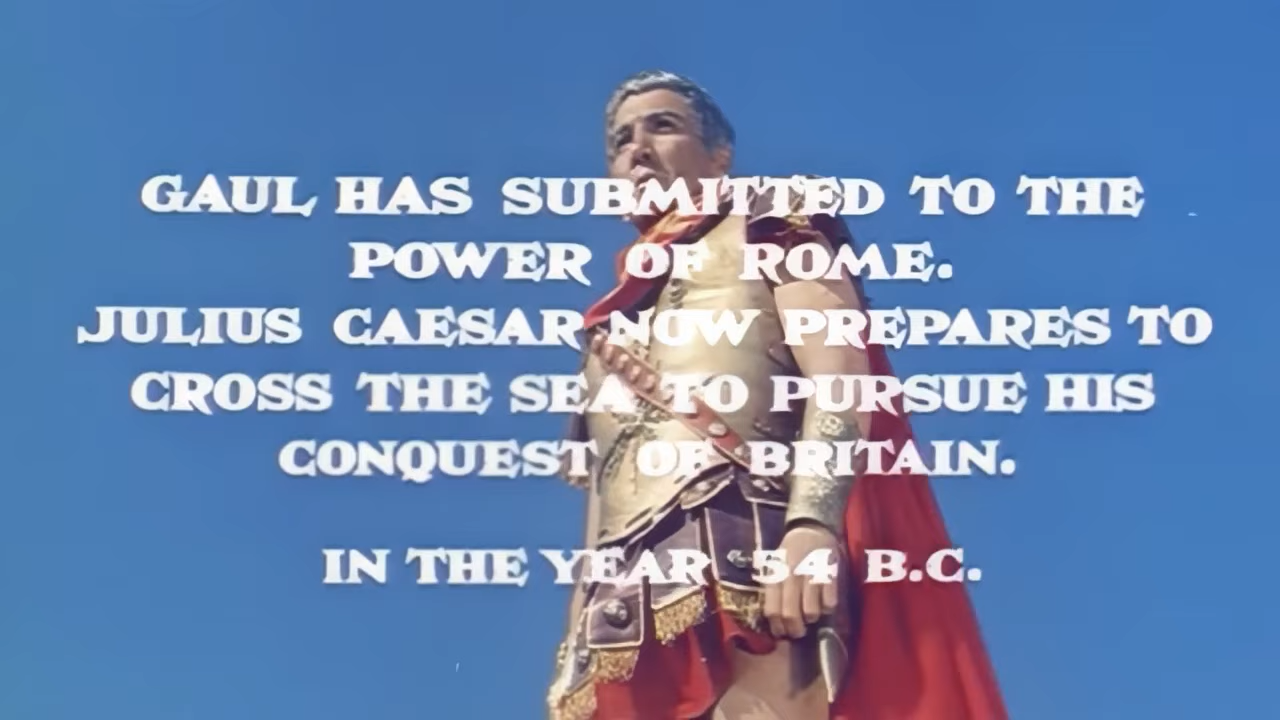 GAUL HAS SUBMITTED TO THE
POWER OF ROME.
JULIUS CAESAR NOW PREPARES TO
CROSS THE SEA TO PURSUE HIS
CONQUEST OF BRITAIN.
IN THE YEAR 54 B.C.